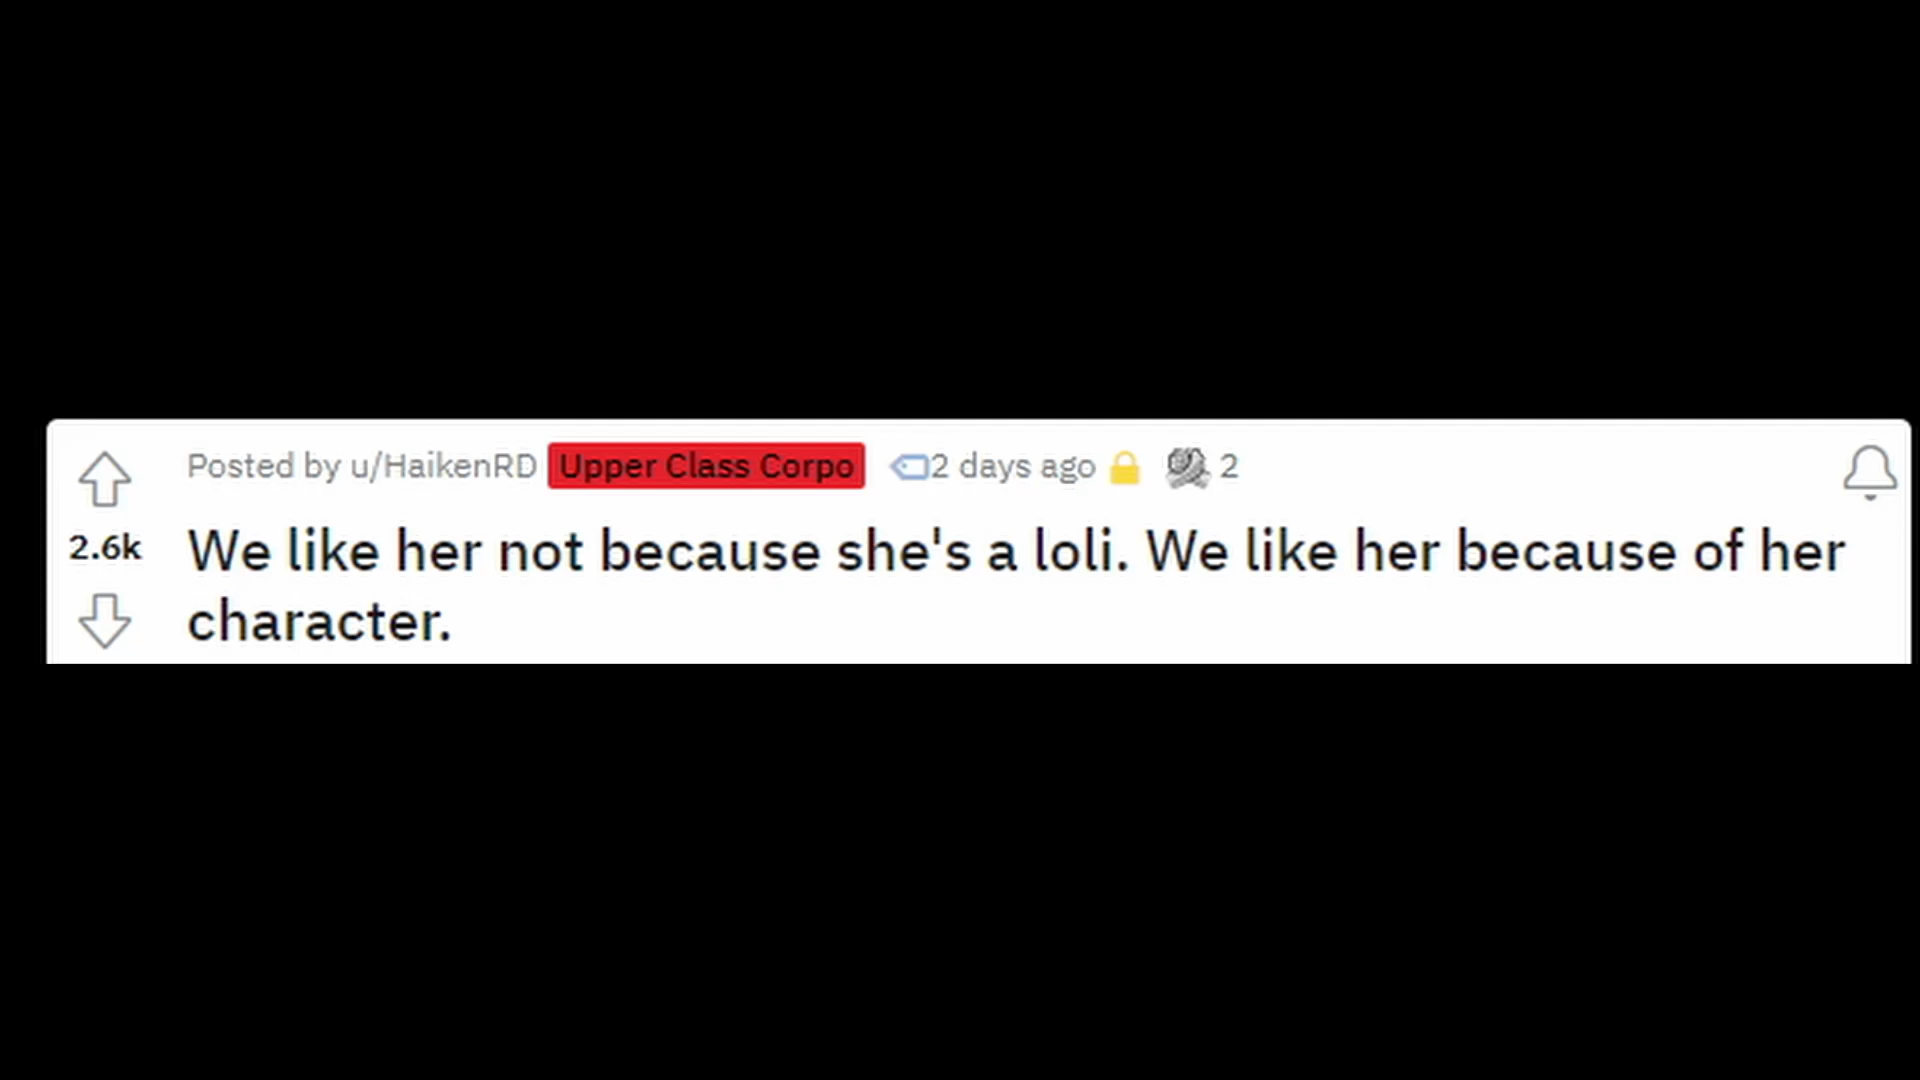 Posted by u/HaikenRD Upper Class Corpo 2 days ago 2
2.6k
We like her not because she's a loli. We like her because of her
character.